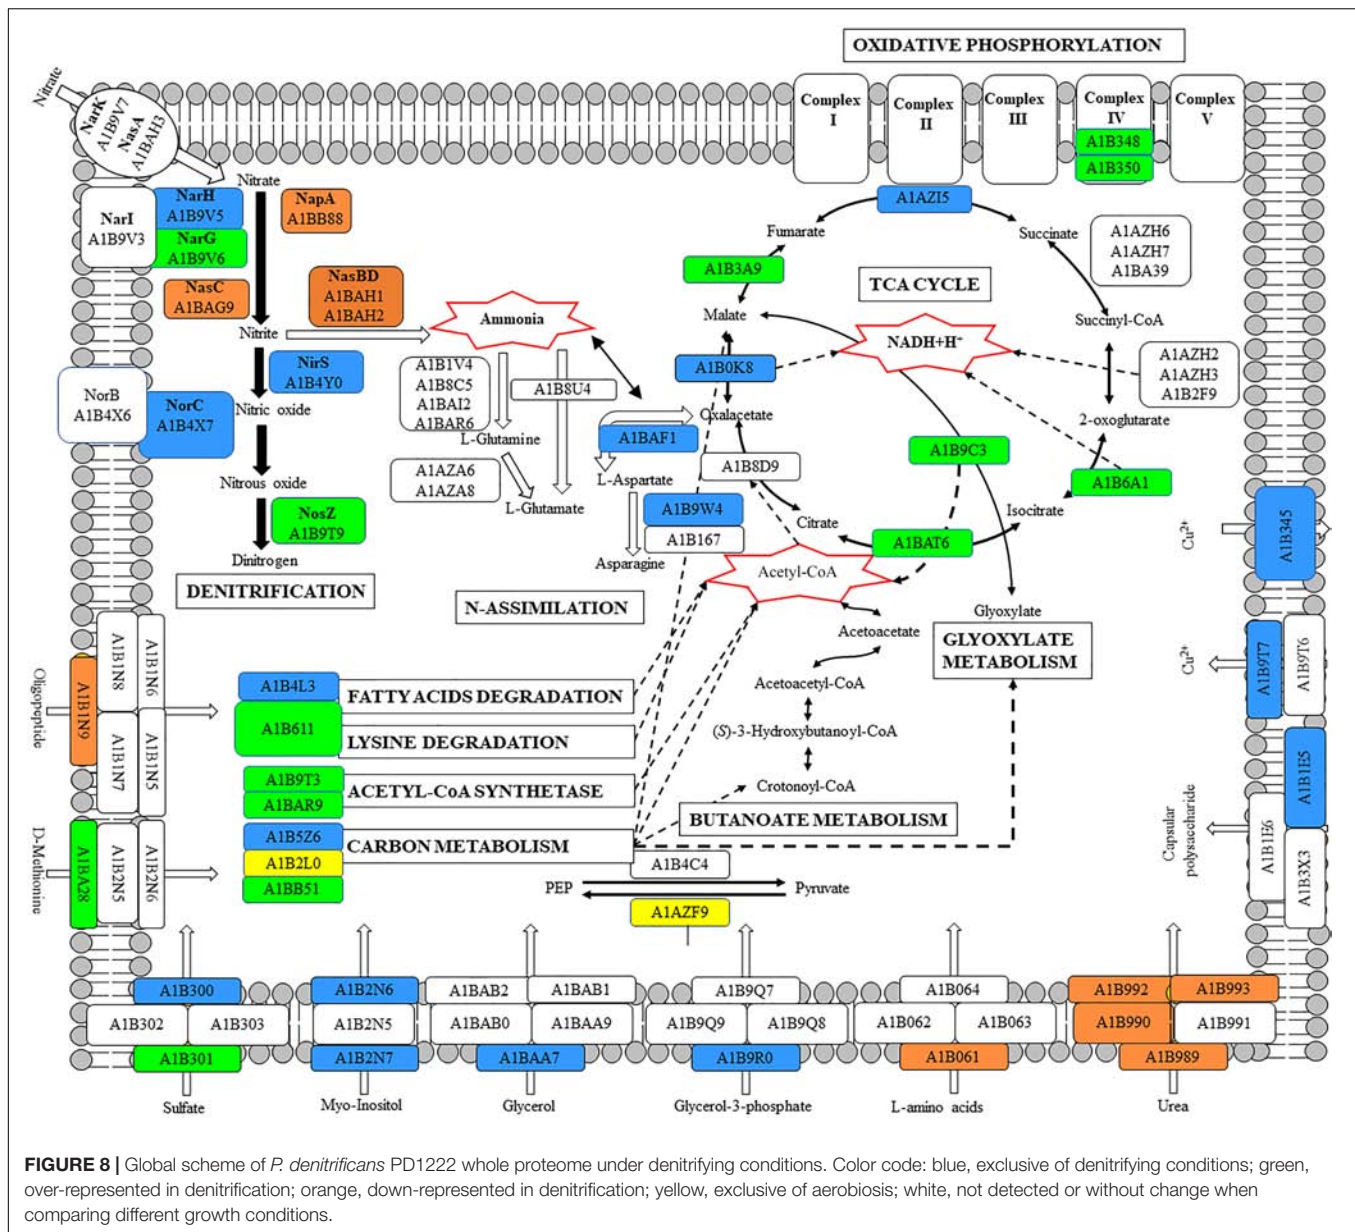 OXIDATIVE PHOSPHORYLATION
Nitrate
NarK
A1B9V7
NasA
A1BAH3
Complex
I
Complex
II
Complex
III
Complex
IV
Complex
V
A1B348
A1B350
Nitrate
NarI
A1B9V3
NarH
A1B9V5
NarG
A1B9V6
NapA
A1BB88
NasC
A1BAG9
NasBD
A1BAH1
A1BAH2
Nitrite
Ammonia
A1AZI5
Fumarate
Succinate
A1B3A9
TCA CYCLE
A1AZH6
A1AZH7
A1BA39
Malate
NADH+H+
Succinyl-CoA
NirS
A1B4Y0
NorB
A1B4X6
NorC
A1B4X7
Nitric oxide
A1B1V4
A1B8C5
A1BAI2
A1BAR6
A1B8U4
A1B0K8
A1AZH2
A1AZH3
A1B2F9
Oxalacetate
2-oxoglutarate
L-Glutamine
A1BAF1
A1B8D9
A1B9C3
A1AZA6
A1AZA8
L-Aspartate
A1B6A1
Nitrous oxide
L-Glutamate
NosZ
A1B9T9
A1B9W4
A1B167
Citrate
Isocitrate
A1BAT6
Cu2+
A1B345
Dinitrogen
Asparagine
Acetyl-CoA
DENITRIFICATION
N-ASSIMILATION
Glyoxylate
Acetoacetate
GLYOXYLATE
METABOLISM
Oligopeptide
A1B1N9
A1B1N8
A1B1N6
A1B1N7
A1B1N5
Cu2+
A1B9T7
A1B9T6
A1B4L3
FATTY ACIDS DEGRADATION
A1B611
LYSINE DEGRADATION
Acetoacetyl-CoA
(S)-3-Hydroxybutanoyl-CoA
Crotonoyl-CoA
A1B9T3
A1BAR9
ACETYL-CoA SYNTHETASE
BUTANOATE METABOLISM
A1B5Z6
A1B2L0
A1BB51
CARBON METABOLISM
D-Methionine
A1BA28
A1B2N5
A1B2N6
Capsular
polysaccharide
A1B1E6
A1B1E5
A1B3X3
A1B4C4
PEP
Pyruvate
A1AZF9
A1B300
A1B302
A1B303
A1B301
Sulfate
A1B2N6
A1B2N5
A1B2N7
Myo-Inositol
A1BAB2
A1BAB1
A1BAB0
A1BAA9
A1BAA7
Glycerol
A1B9Q7
A1B9Q9
A1B9Q8
A1B9R0
Glycerol-3-phosphate
A1B064
A1B062
A1B063
A1B061
L-amino acids
A1B992
A1B993
A1B990
A1B991
A1B989
Urea
FIGURE 8 | Global scheme of P. denitrificans PD1222 whole proteome under denitrifying conditions. Color code: blue, exclusive of denitrifying conditions; green,
over-represented in denitrification; orange, down-represented in denitrification; yellow, exclusive of aerobiosis; white, not detected or without change when
comparing different growth conditions.